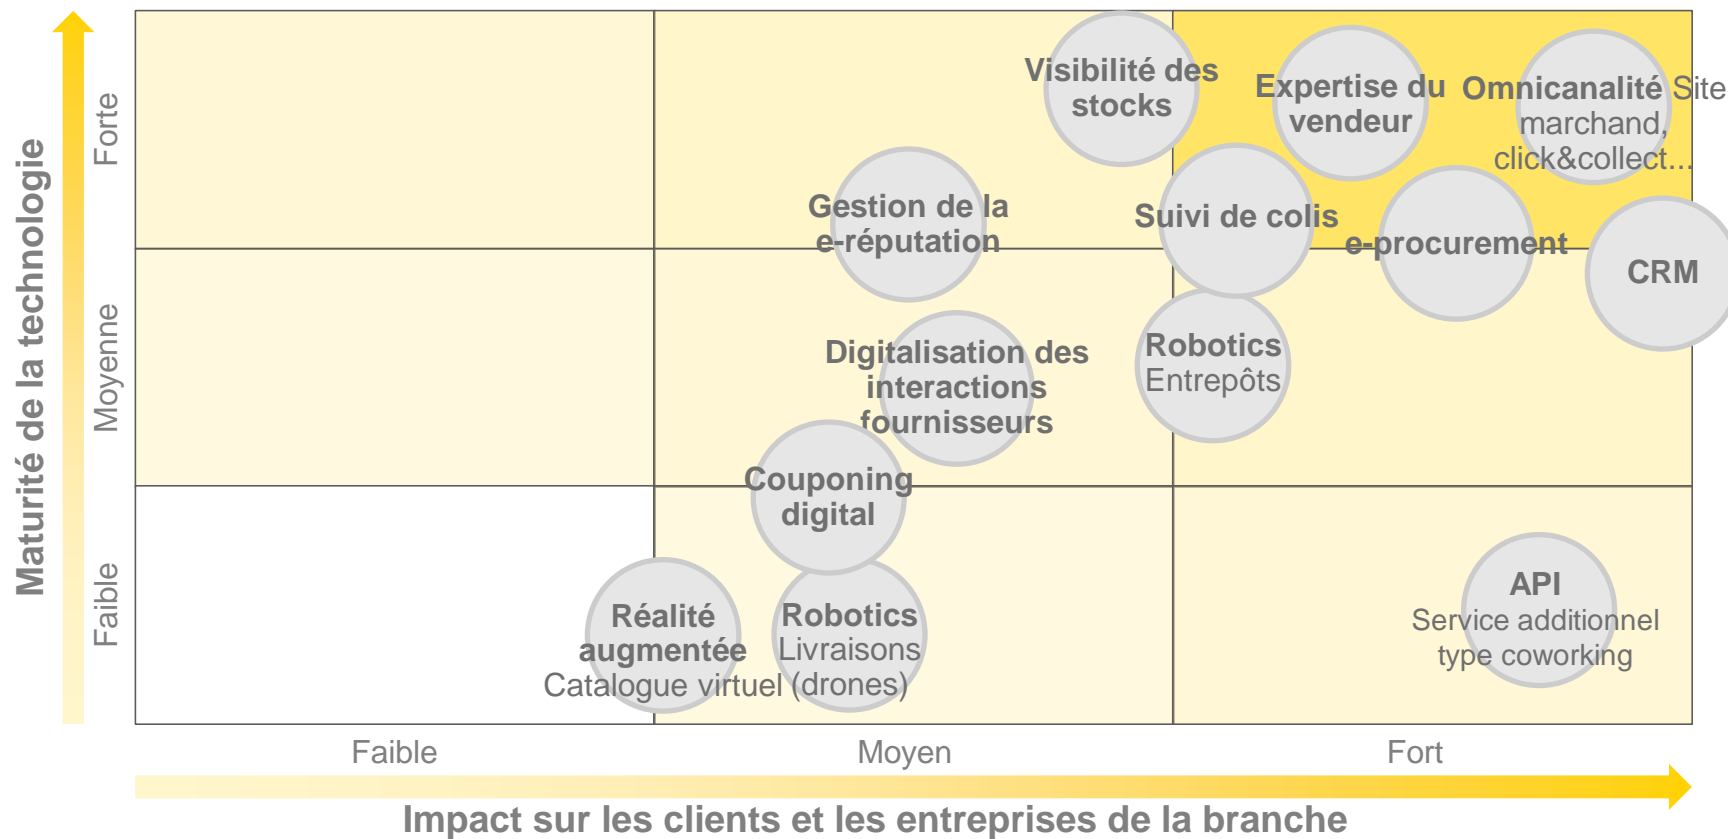 Maturité de la technologie
Forte
Moyenne
Faible
Visibilité des
stocks
Expertise du
vendeur
Omnicanalité Site
marchand,
click&collect...
Gestion de la
e-réputation
Suivi de colis
e-procurement
CRM
Digitalisation des
interactions
fournisseurs
Robotics
Entrepôts
Couponing
digital
Réalité
augmentée
Catalogue virtuel
Robotics
Livraisons
(drones)
API
Service additionnel
type coworking
Faible
Moyen
Fort
Impact sur les clients et les entreprises de la branche